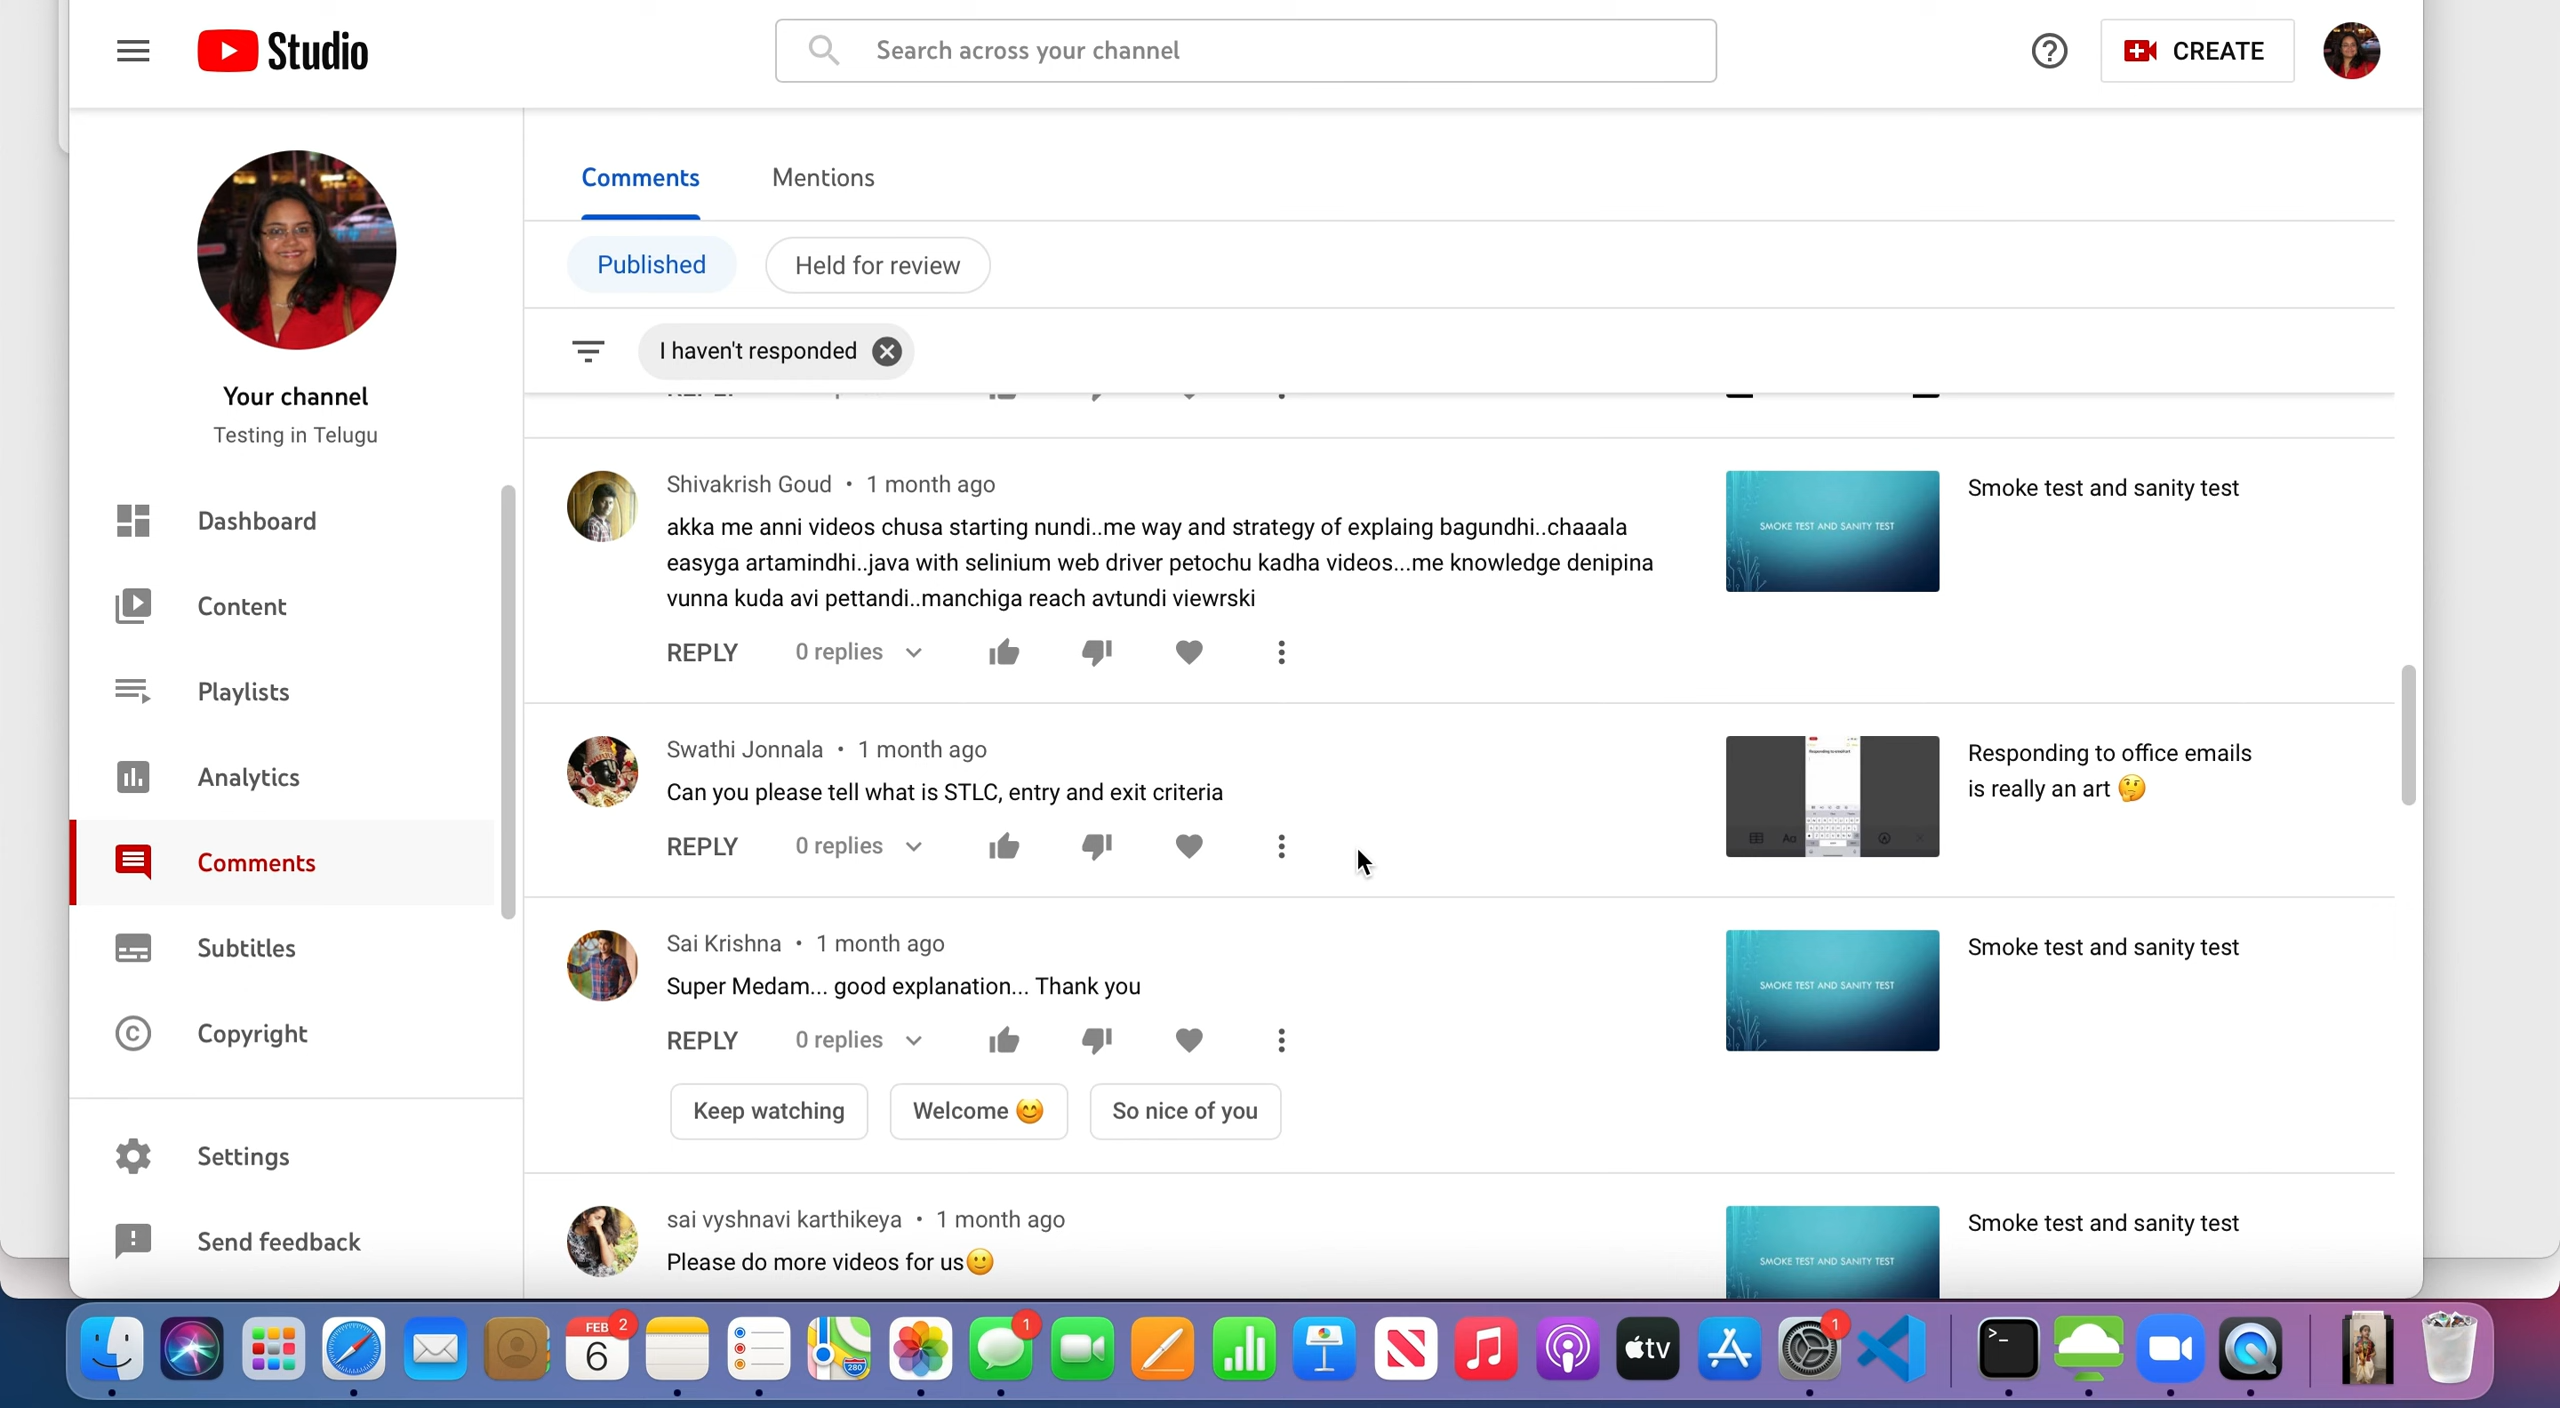 Studio
Search across your channel
CREATE
Your channel
Testing in Telugu
Dashboard
Content
Playlists
Analytics
Comments
Subtitles
Copyright
Settings
Send feedback
Comments
Mentions
Published
Held for review
I haven't responded
Shivakrish Goud • 1 month ago
akka me anni videos chusa starting nundi..me way and strategy of explaing bagundhi..chaaala
easyga artamindhi..java with selinium web driver petochu kadha videos...me knowledge denipina
vunna kuda avi pettandi..manchiga reach avtundi viewrski
REPLY 0 replies
SMOKE TEST AND SANITY TEST
Smoke test and sanity test
Swathi Jonnala • 1 month ago
Can you please tell what is STLC, entry and exit criteria
REPLY 0 replies
Aa
Responding to office emails
is really an art 🤔
Sai Krishna • 1 month ago
Super Medam... good explanation... Thank you
REPLY 0 replies
Keep watching
Welcome 😊
So nice of you
SMOKE TEST AND SANITY TEST
Smoke test and sanity test
sai vyshnavi karthikeya • 1 month ago
Please do more videos for us🙂
SMOKE TEST AND SANITY TEST
Smoke test and sanity test
FEB 2
6
280
1
tv
1
>_